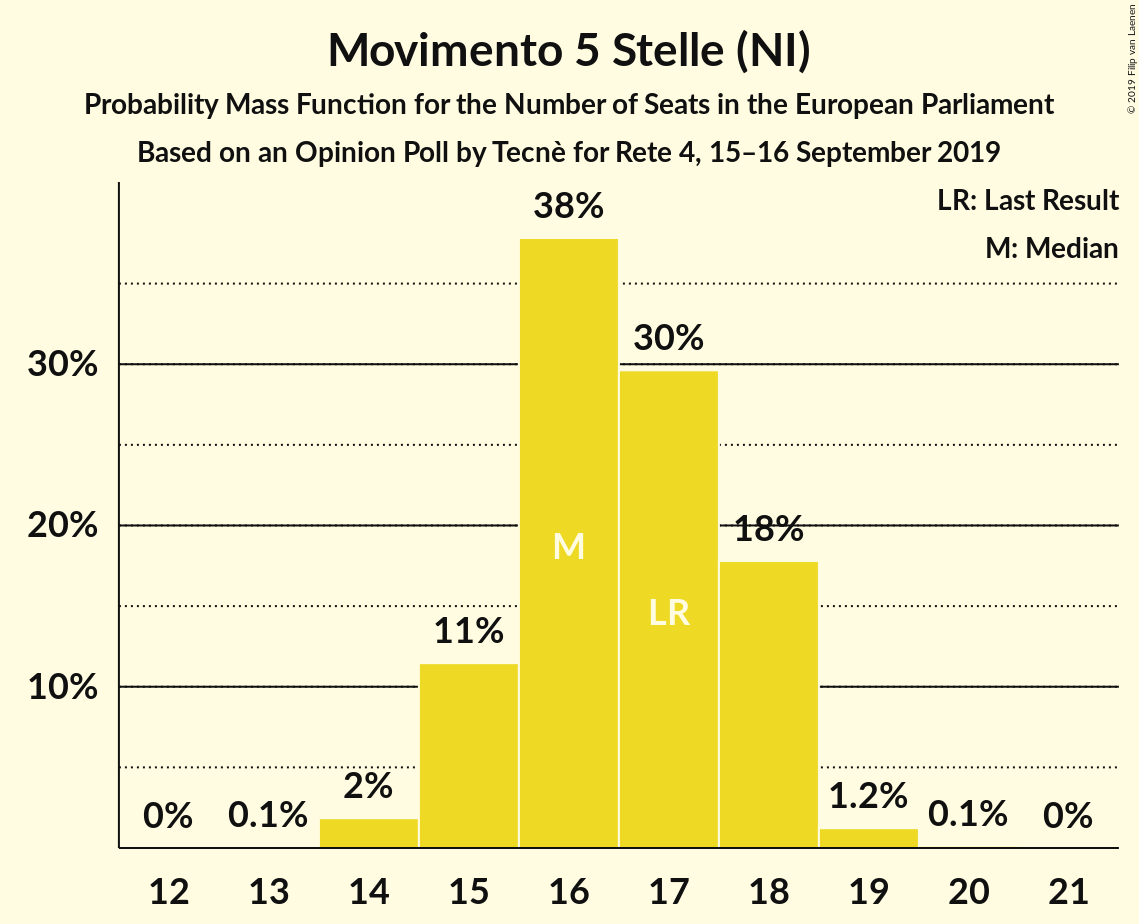 Movimento 5 Stelle (NI)
Probability Mass Function for the Number of Seats in the European Parliament
Based on an Opinion Poll by Tecnè for Rete 4, 15–16 September 2019
© 2019 Filip van Laenen
LR: Last Result
M: Median
38%
30%
18%
11%
2%
1.2%
0%
0.1%
0.1%
0%
M
LR
30%
20%
10%
12 13 14 15 16 17 18 19 20 21